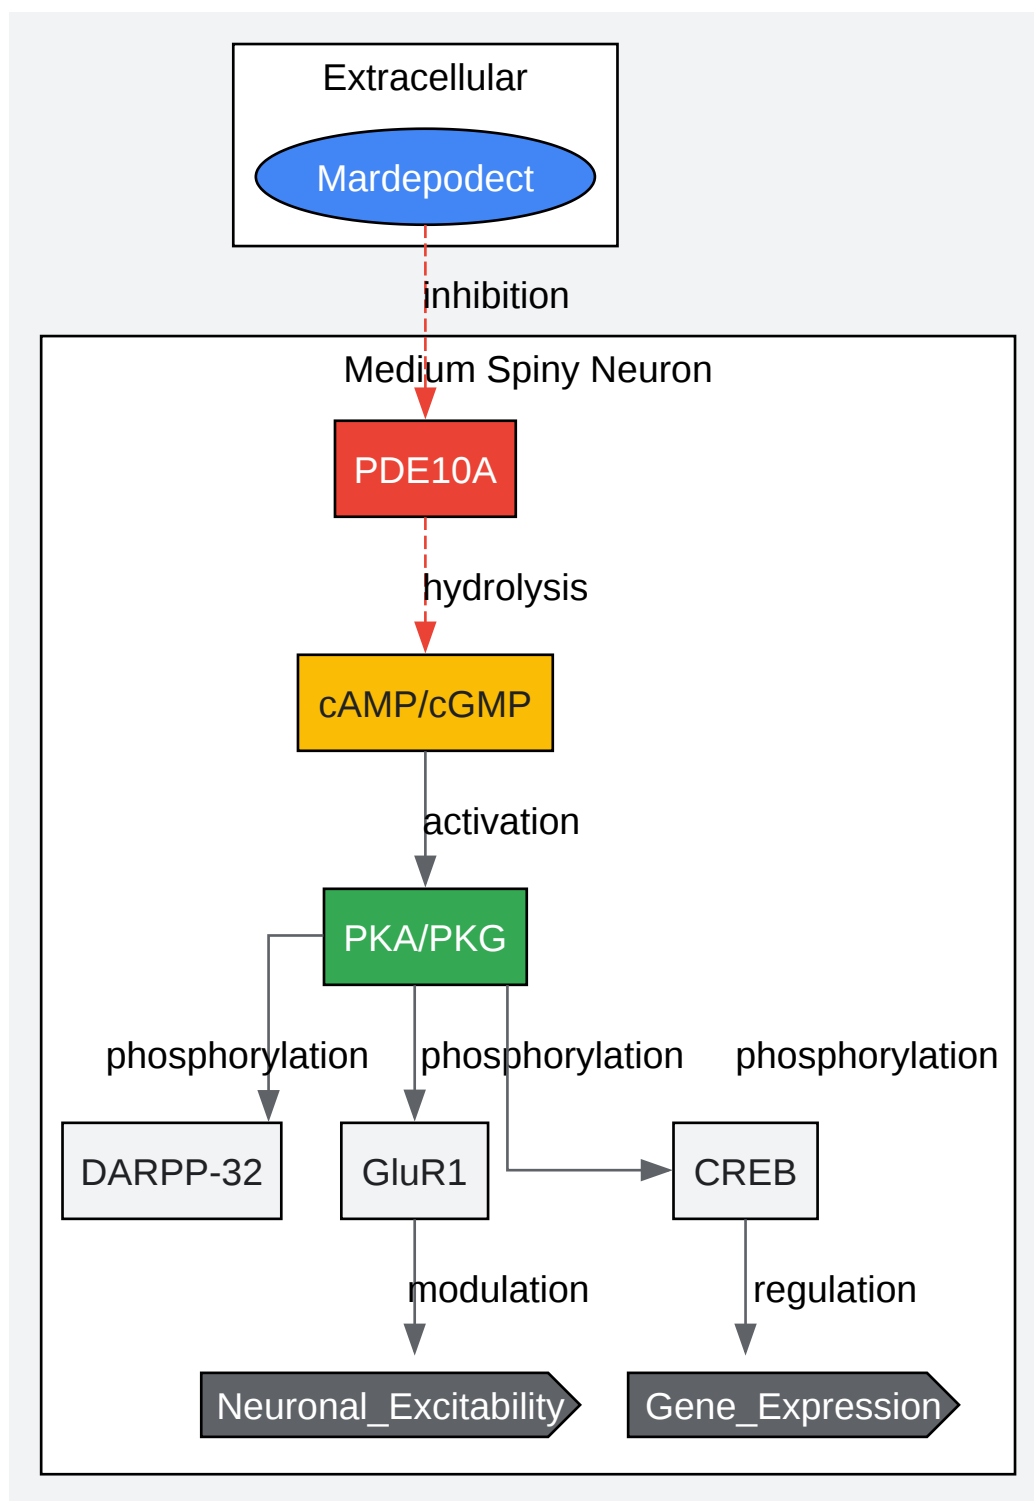 Extracellular
Mardepodect
inhibition
Medium Spiny Neuron
PDE10A
hydrolysis
cAMP/cGMP
activation
PKA/PKG
phosphorylation
phosphorylation
phosphorylation
DARPP-32
GluR1
CREB
modulation
regulation
Neuronal_Excitability
Gene_Expression